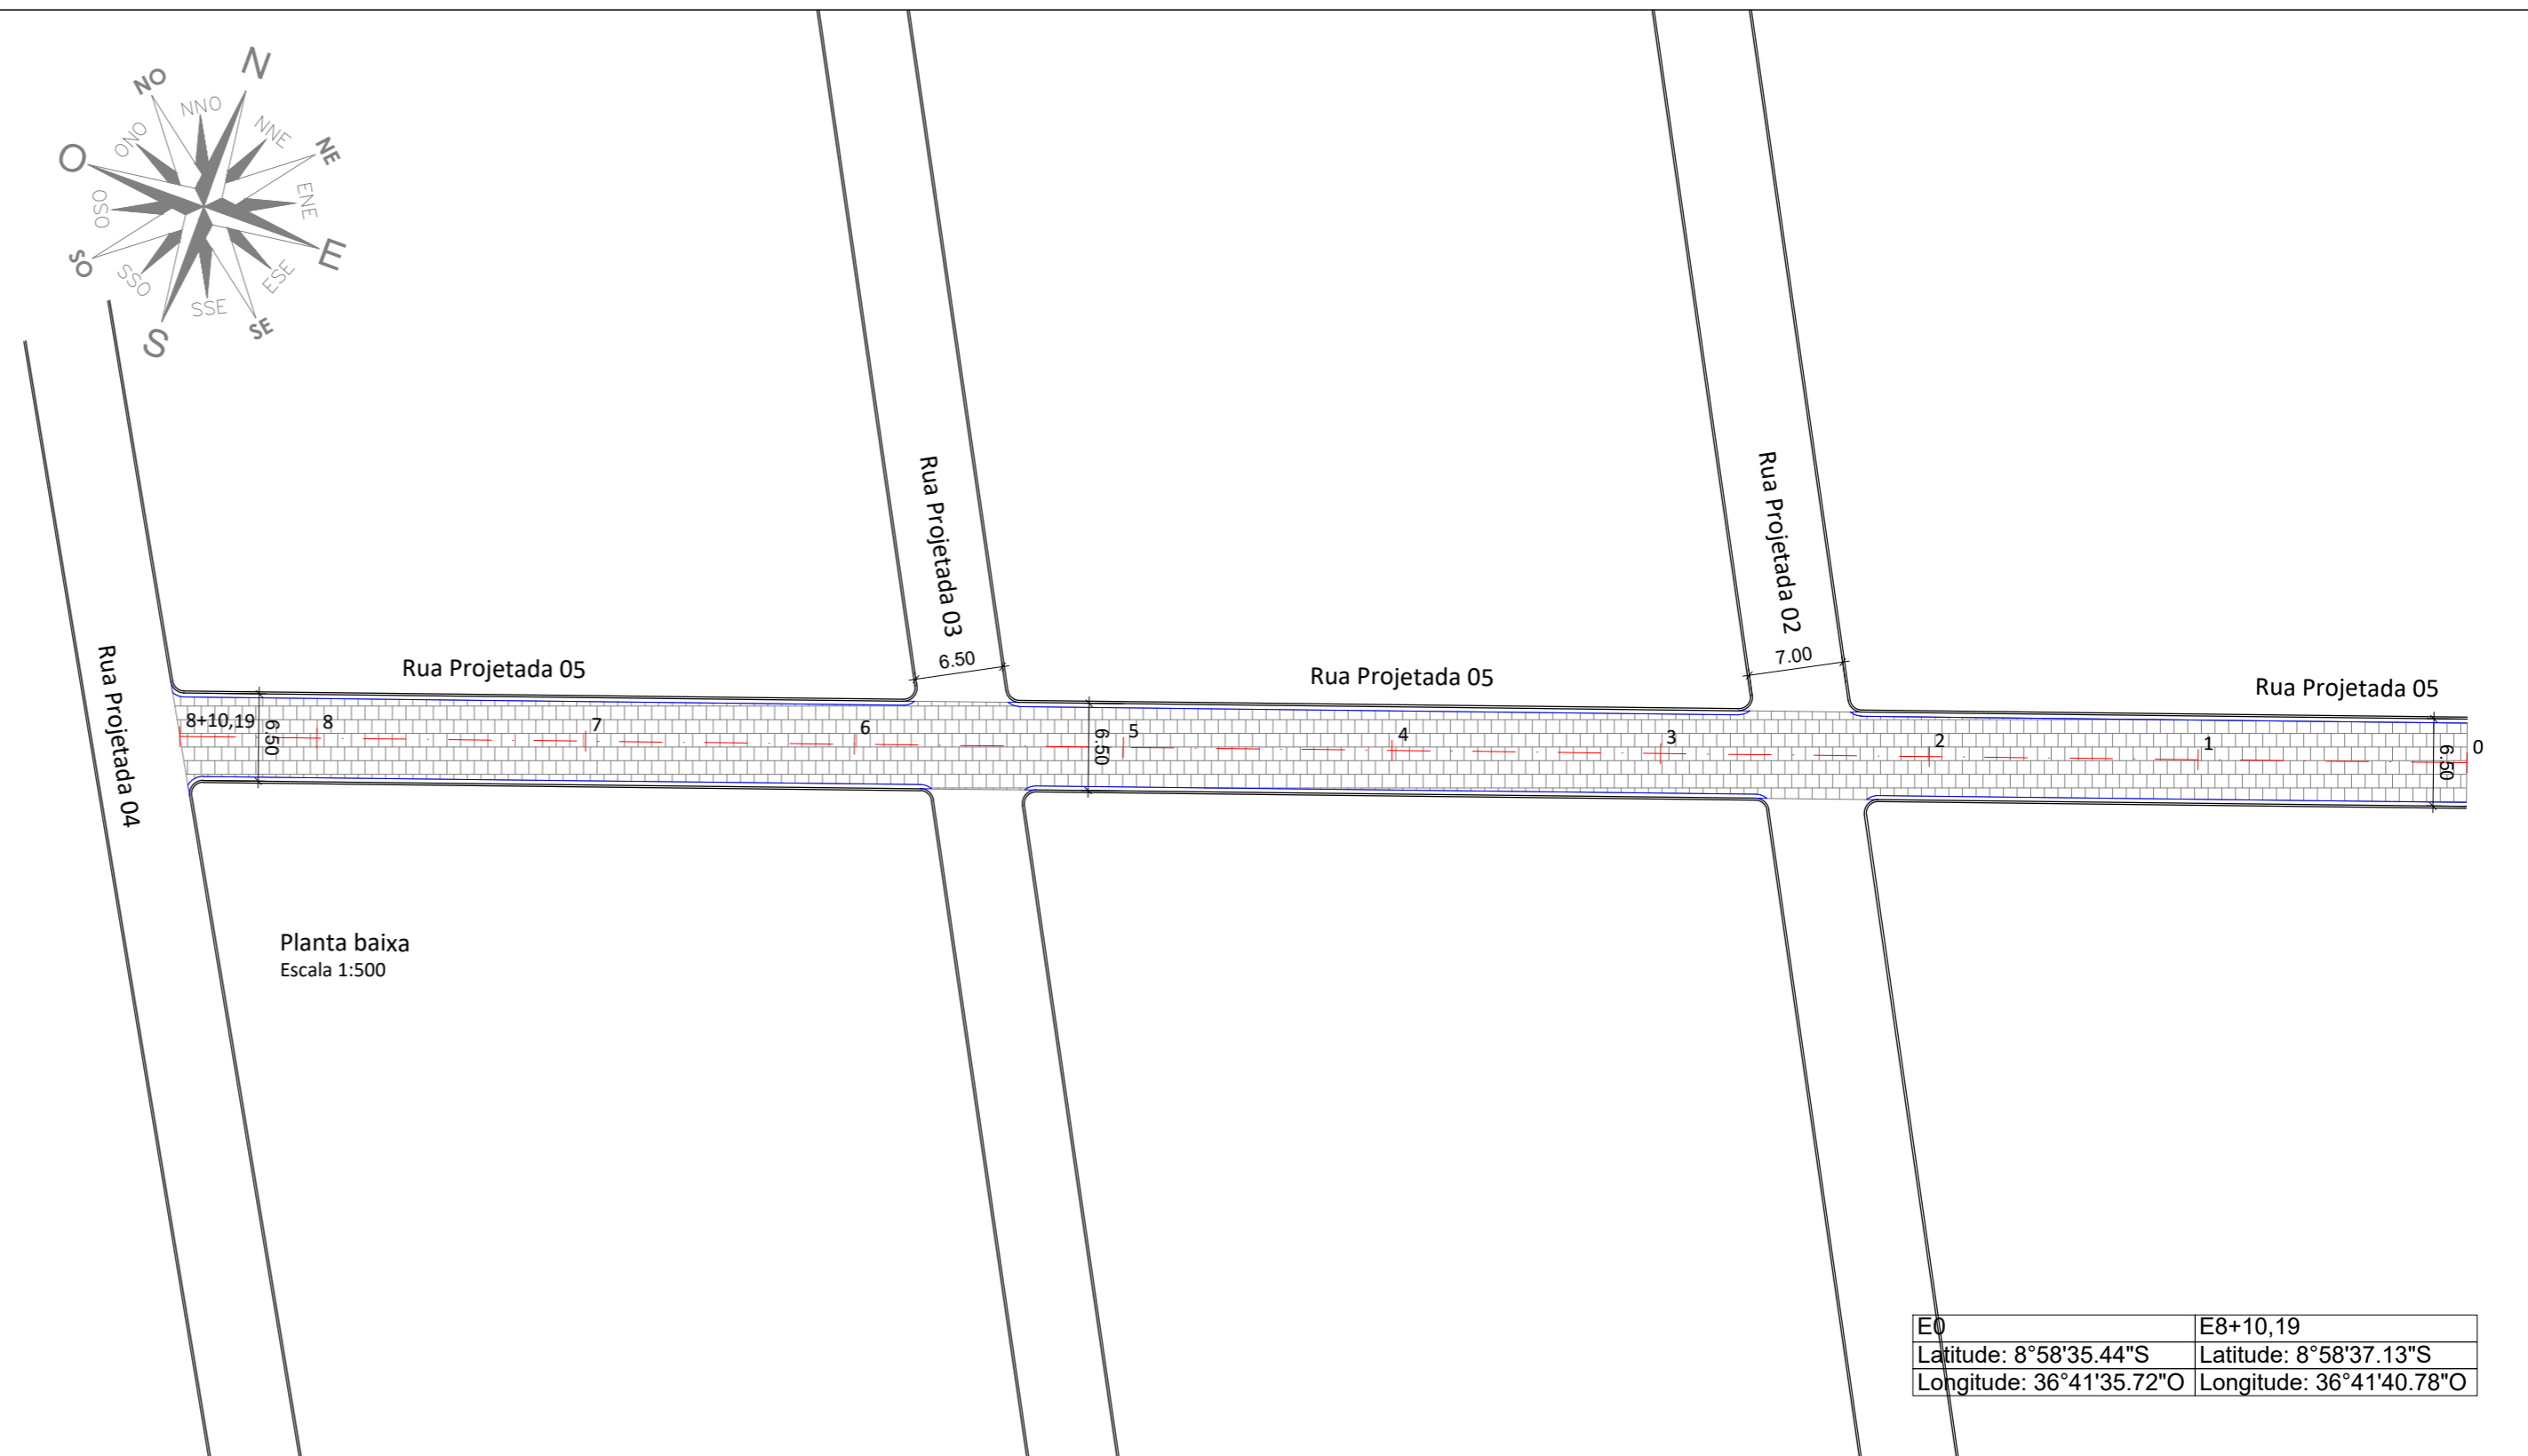 N
NNE
NE
ENE
E
ESE
SE
SSE
S
SSO
SO
OSO
O
ONO
NO
NNO
Rua Projetada 04
Rua Projetada 03
Rua Projetada 02
6.50
7.00
Rua Projetada 05
Rua Projetada 05
Rua Projetada 05
8+10,19
6.50
8
7
6
6.50
5
4
3
2
1
6.50
0
Planta baixa
Escala 1:500
E0 E8+10,19
Latitude: 8°58'35.44"S Latitude: 8°58'37.13"S
Longitude: 36°41'35.72"O Longitude: 36°41'40.78"O